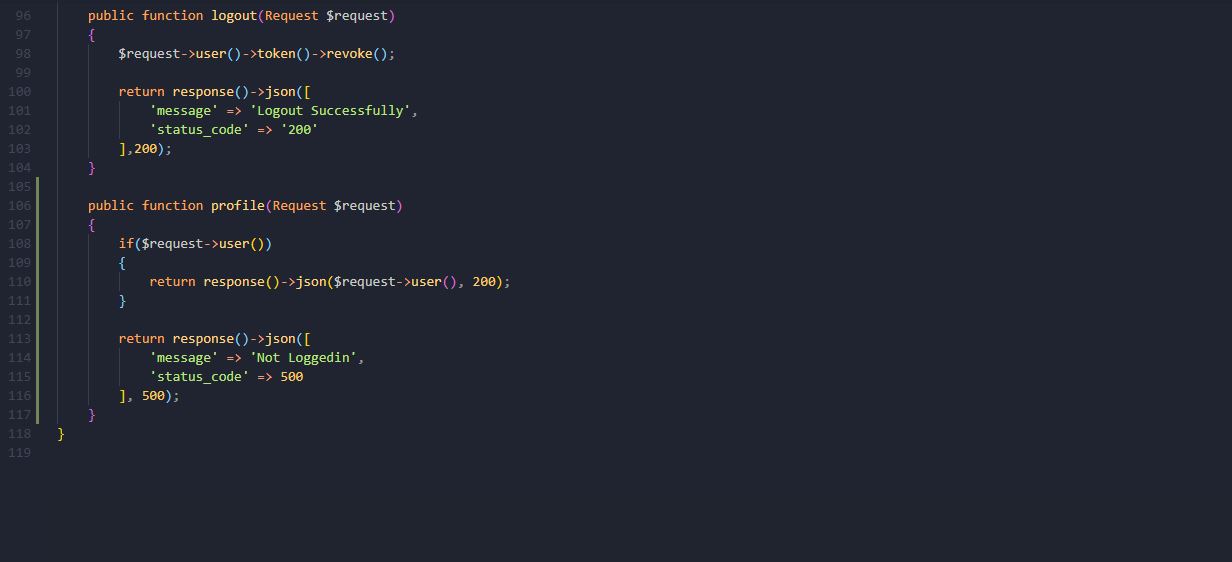 96 public function logout(Request $request)
97 {
98 $request->user()->token()->revoke();
99
100 return response()->json([
101 'message' => 'Logout Successfully',
102 'status_code' => '200'
103 ],200);
104 }
105
106 public function profile(Request $request)
107 {
108 if($request->user())
109 {
110 return response()->json($request->user(), 200);
111 }
112
113 return response()->json([
114 'message' => 'Not Loggedin',
115 'status_code' => 500
116 ], 500);
117 }
118 }
119